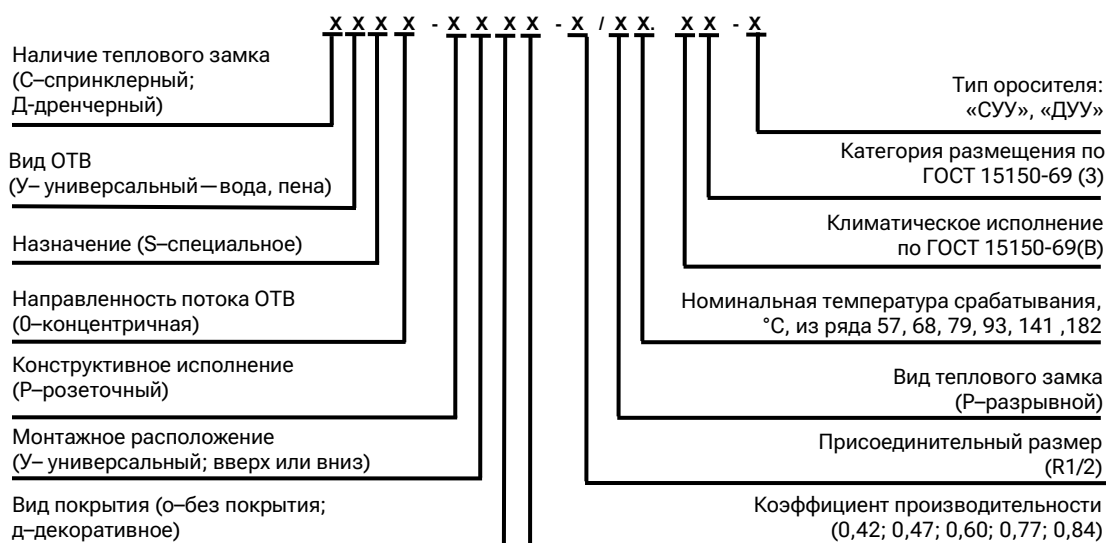 X X X X - X X X X - X / X X. X X - X
Наличие теплового замка
(С–спринклерный;
Д-дренчерный)
Вид ОТВ
(У– универсальный—вода, пена)
Назначение (S–специальное)
Направленность потока ОТВ
(0–концентричная)
Конструктивное исполнение
(Р–розеточный)
Монтажное расположение
(У– универсальный; вверх или вниз)
Вид покрытия (о–без покрытия;
д–декоративное)
Тип оросителя:
«СУУ», «ДУУ»
Категория размещения по
ГОСТ 15150-69 (3)
Климатическое исполнение
по ГОСТ 15150-69(В)
Номинальная температура срабатывания,
°С, из ряда 57, 68, 79, 93, 141 ,182
Вид теплового замка
(Р–разрывной)
Присоединительный размер
(R1/2)
Коэффициент производительности
(0,42; 0,47; 0,60; 0,77; 0,84)